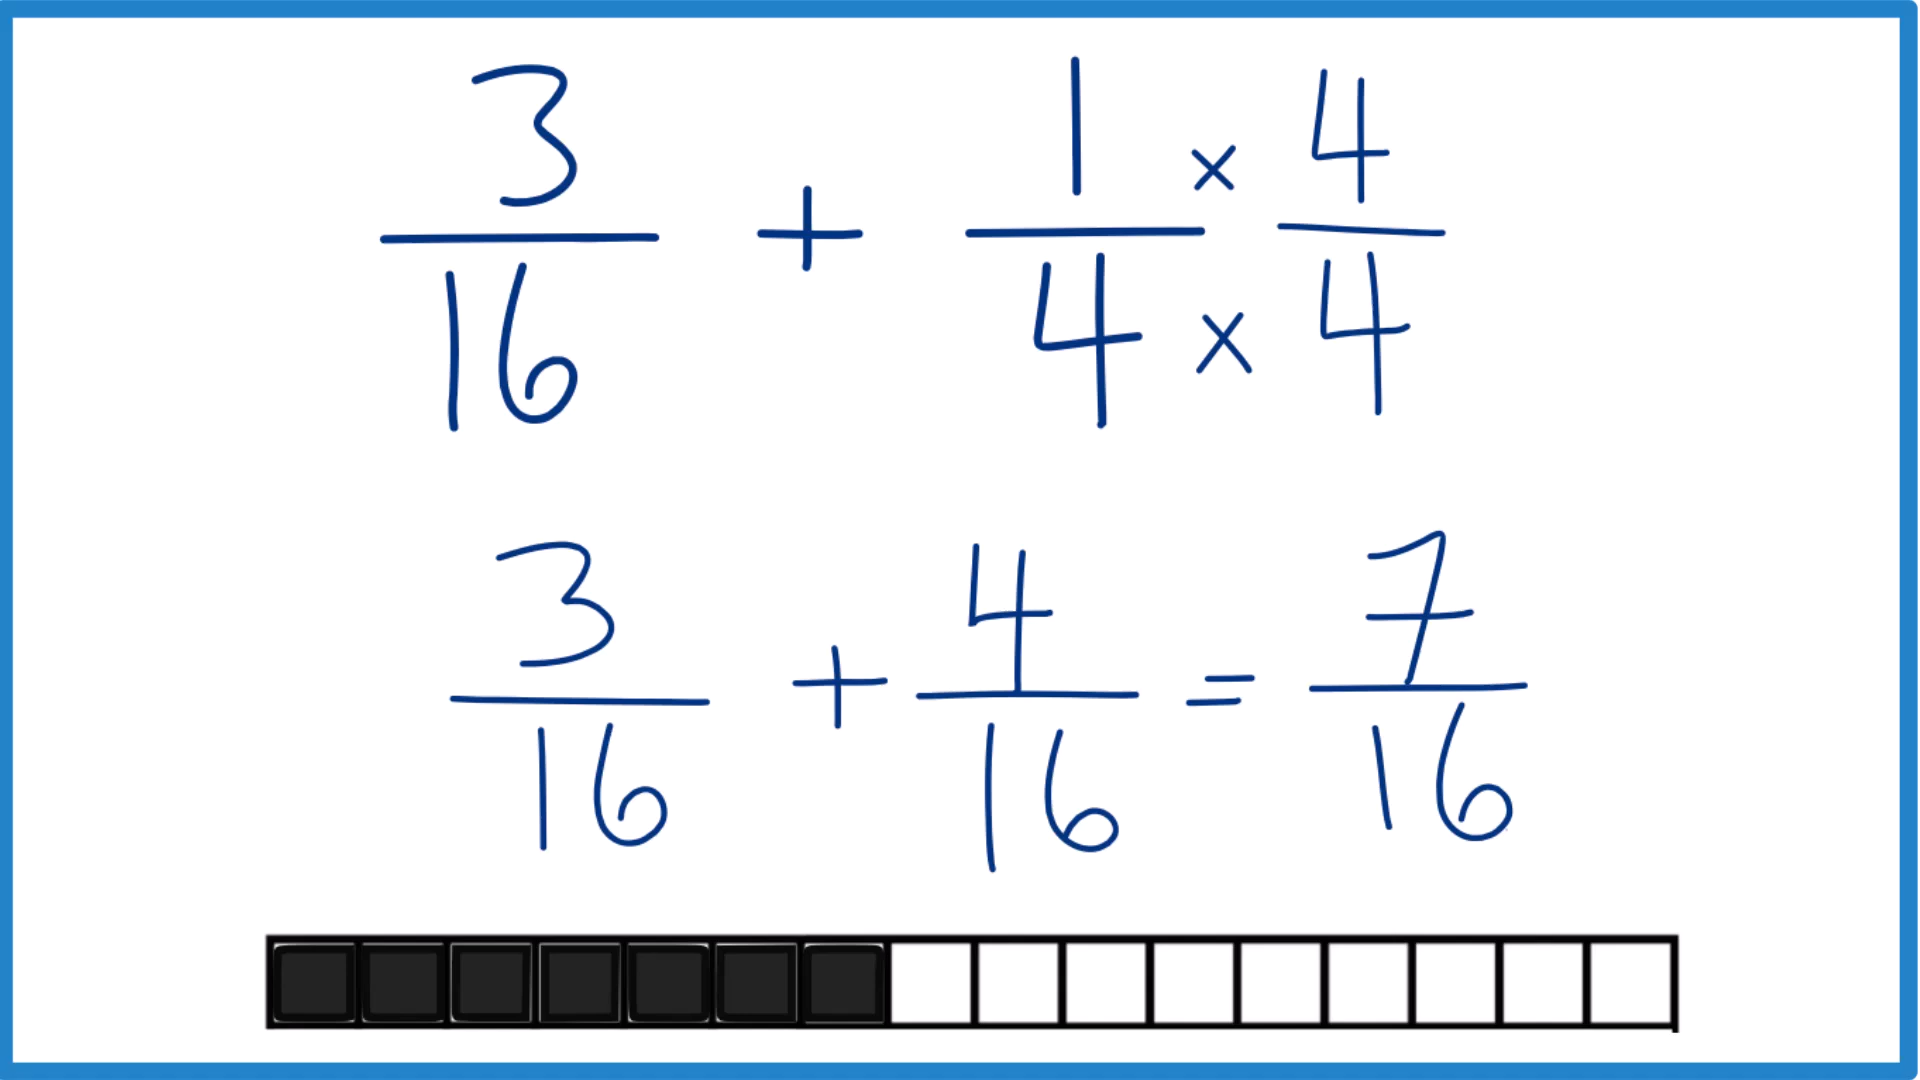 3/16 + 1/4 × 4 × 4
3/16 + 4/16 = 7/16